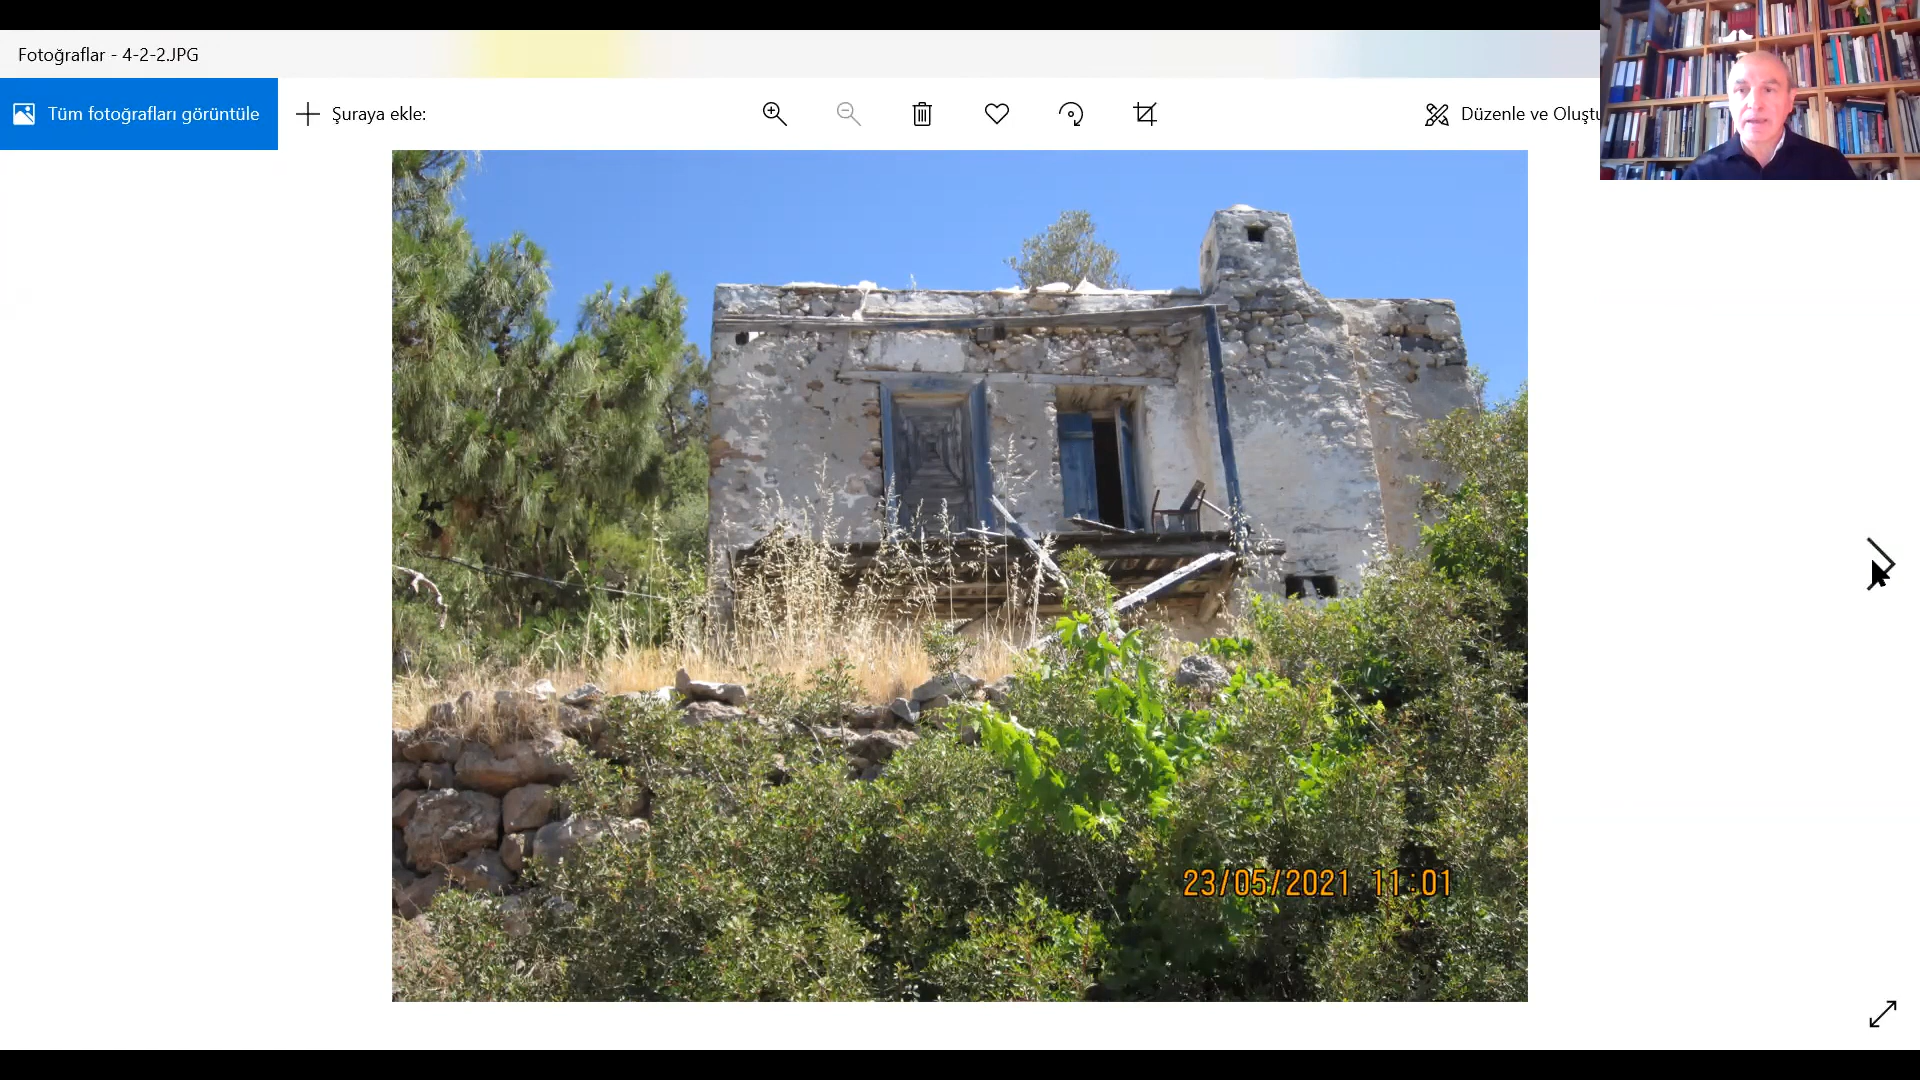 Fotoğraflar - 4-2-2.JPG
Tüm fotoğrafları görüntüle
Şuraya ekle:
Düzenle ve Oluştu
23/05/2021 11:01